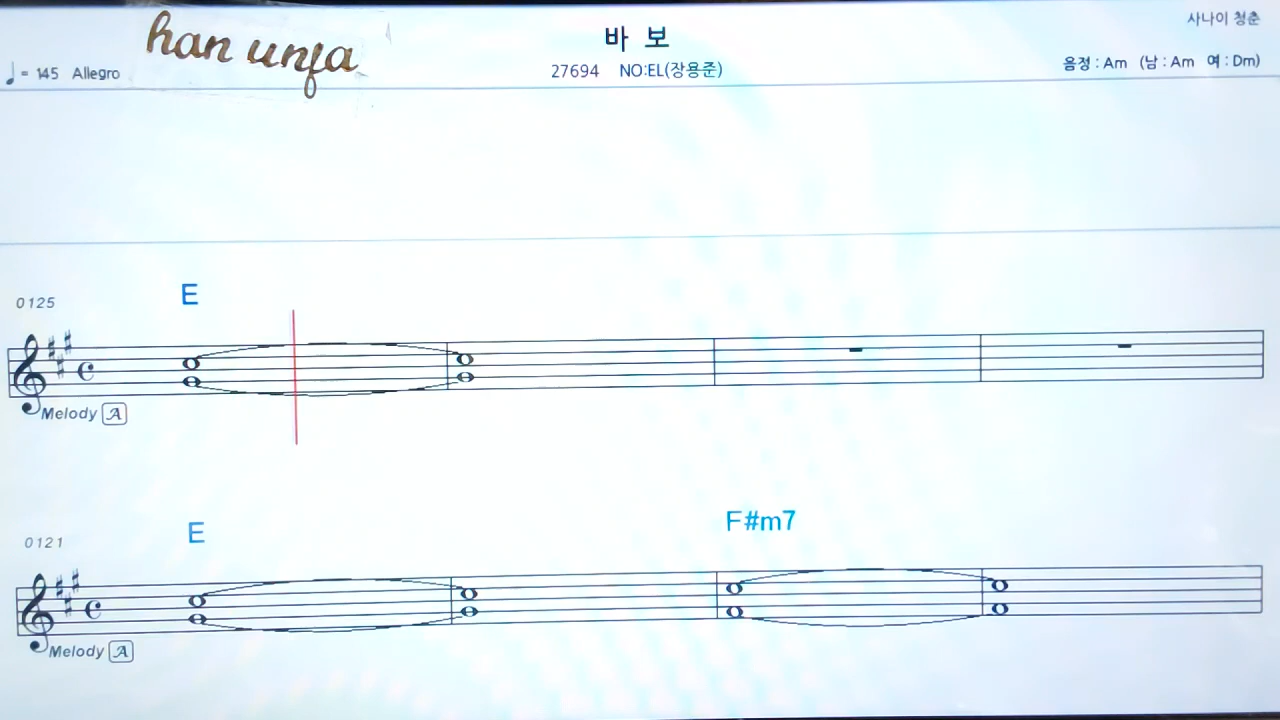 han unja
바 보
사나이 청춘
♩= 145 Allegro
27694 NO:EL(장용준)
음정 : Am (남 : Am 여 : Dm)
0125
E
Melody A
0121
E
F#m7
Melody A